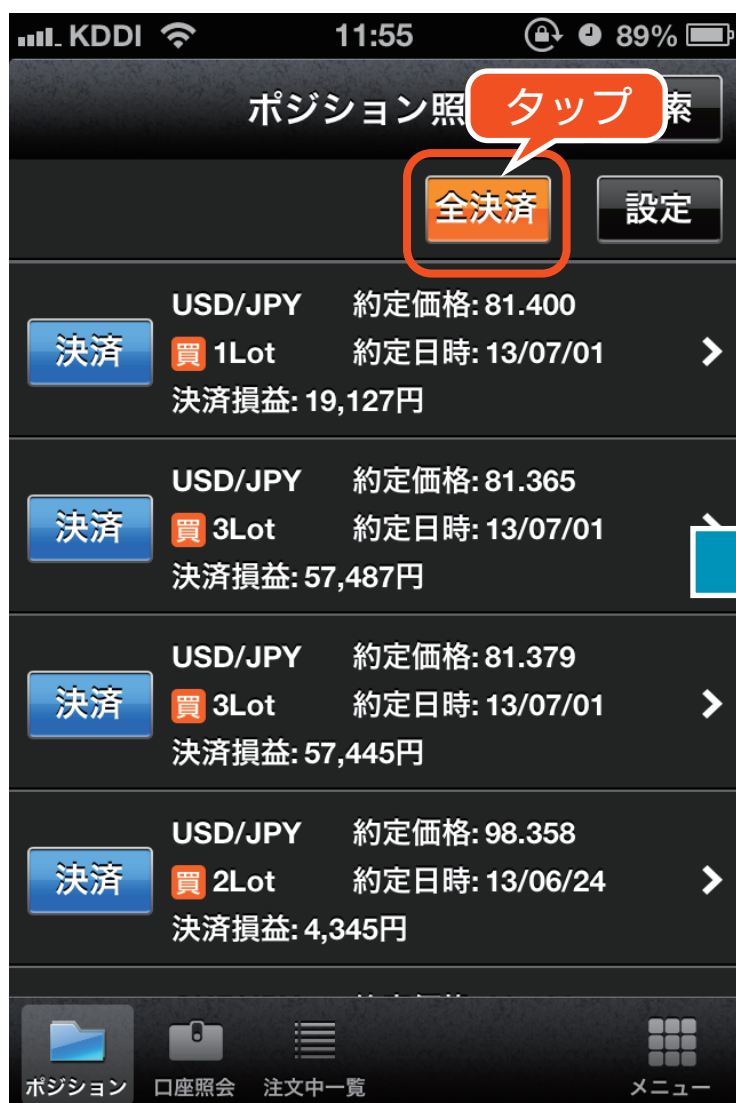 KDDI 11:55 89%
ポジション照
タップ
索
全決済 設定
USD/JPY 約定価格: 81.400
決済 買 1Lot 約定日時: 13/07/01
決済損益: 19,127円
USD/JPY 約定価格: 81.365
決済 買 3Lot 約定日時: 13/07/01
決済損益: 57,487円
USD/JPY 約定価格: 81.379
決済 買 3Lot 約定日時: 13/07/01
決済損益: 57,445円
USD/JPY 約定価格: 98.358
決済 買 2Lot 約定日時: 13/06/24
決済損益: 4,345円
ポジション 口座照会 注文中一覧 メニュー